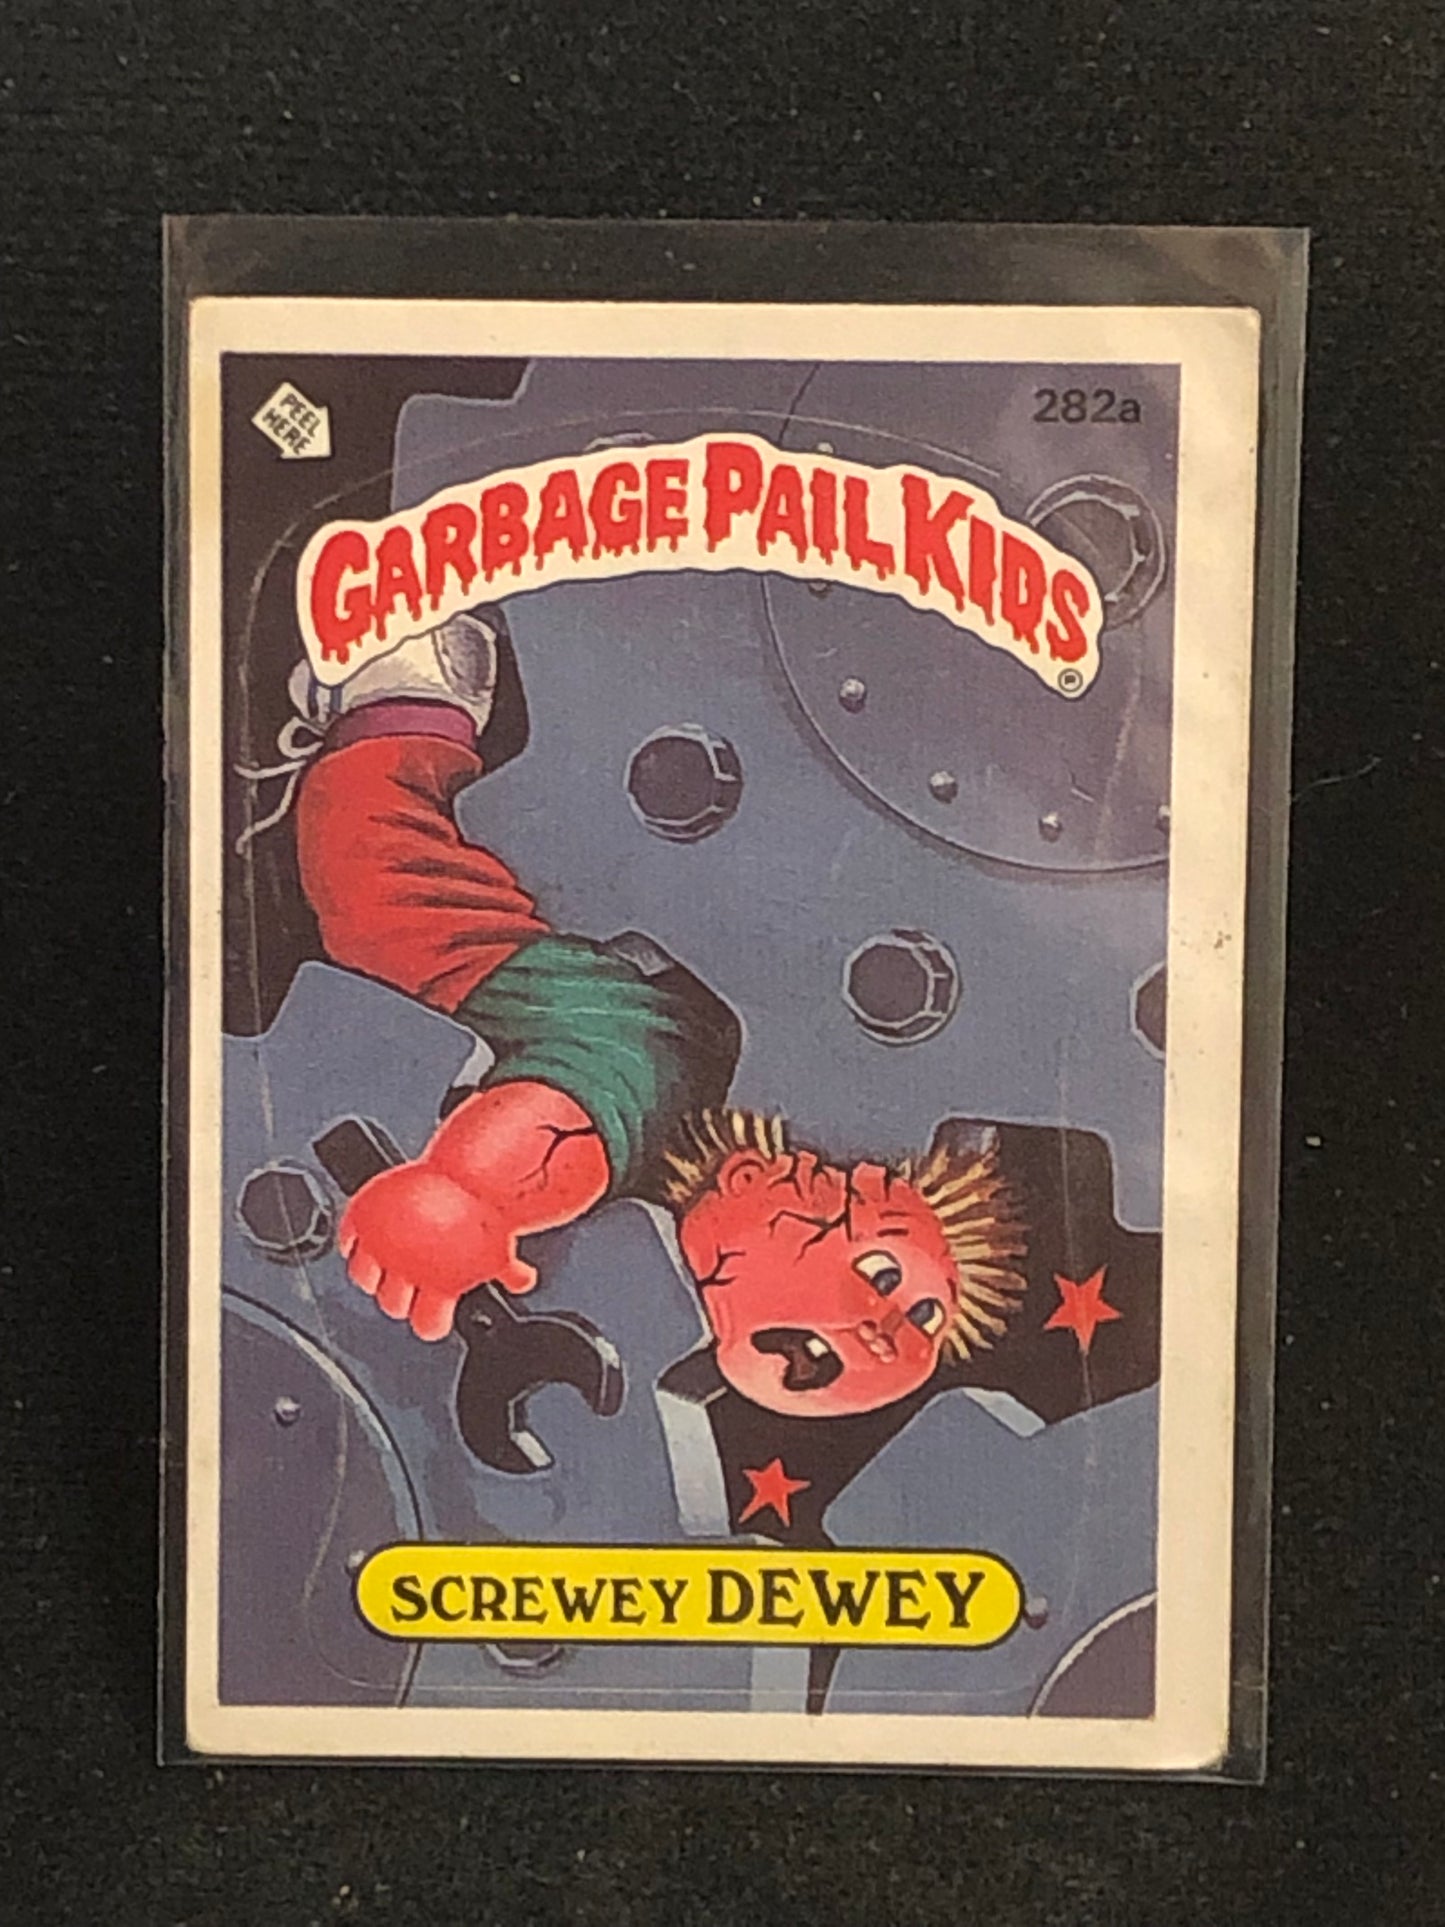 PEEL
HERE
282a
GARBAGE PAIL KIDS
®
SCREWEY DEWEY